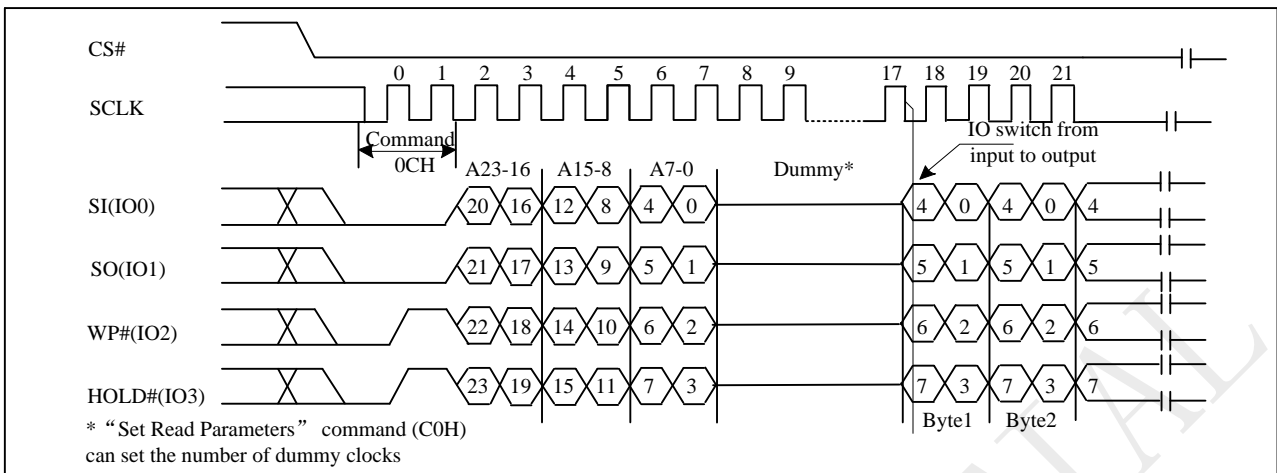 CS#
0 1 2 3 4 5 6 7 8 9 17 18 19 20 21
SCLK
Command
0CH
IO switch from
input to output
A23-16 A15-8 A7-0 Dummy*
SI(IO0) 20 16 12 8 4 0 4 0 4 0 4
SO(IO1) 21 17 13 9 5 1 5 1 5 1 5
WP#(IO2) 22 18 14 10 6 2 6 2 6 2 6
HOLD#(IO3) 23 19 15 11 7 3 7 3 7 3 7
Byte1 Byte2
* “Set Read Parameters” command (C0H)
can set the number of dummy clocks